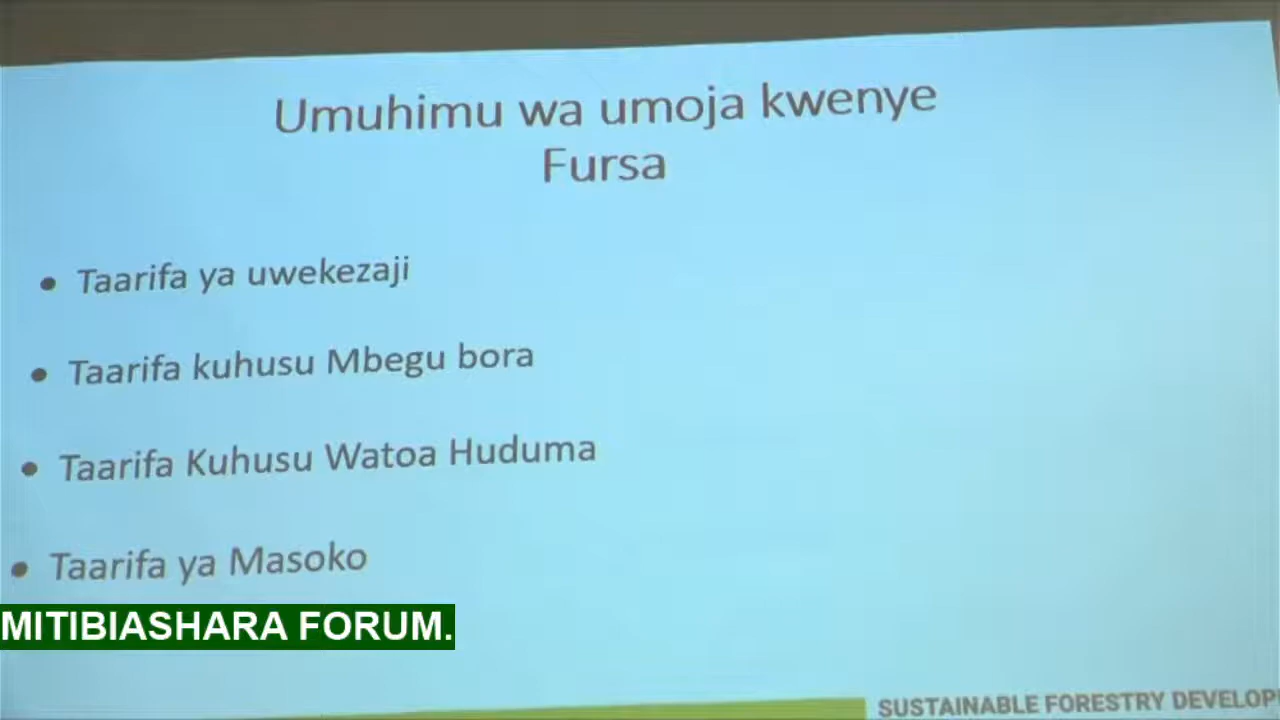 Umuhimu wa umoja kwenye
Fursa
• Taarifa ya uwekezaji
• Taarifa kuhusu Mbegu bora
• Taarifa Kuhusu Watoa Huduma
• Taarifa ya Masoko
MITIBIASHARA FORUM.
SUSTAINABLE FORESTRY